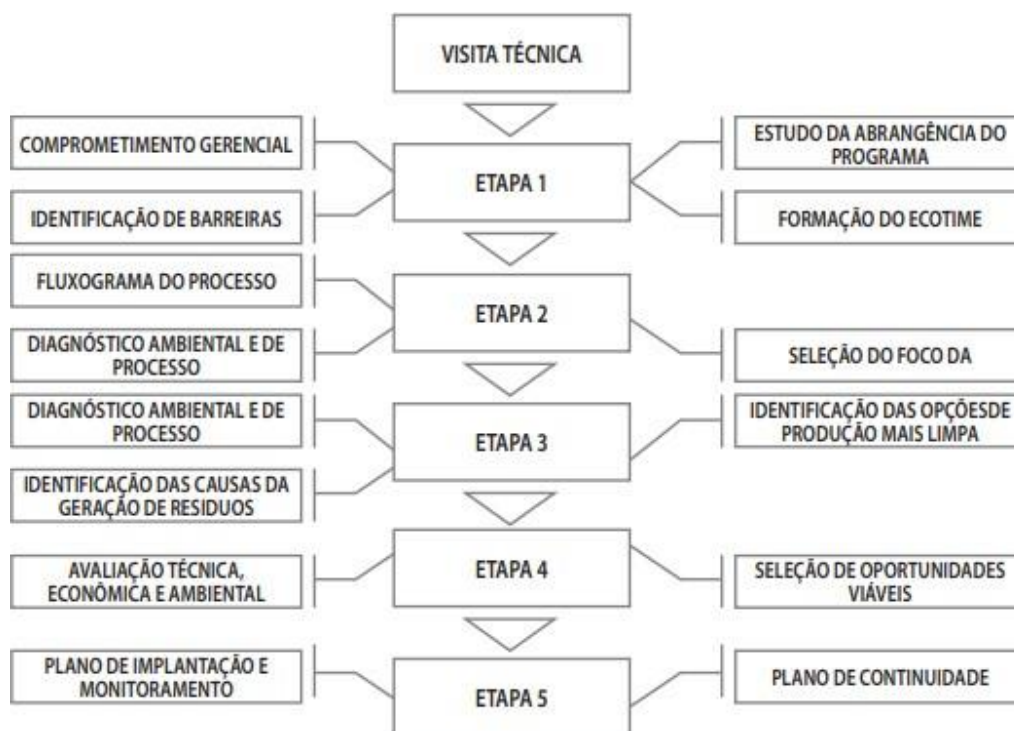 VISITA TÉCNICA
COMPROMETIMENTO GERENCIAL
ESTUDO DA ABRANGÊNCIA DO
PROGRAMA
ETAPA 1
IDENTIFICAÇÃO DE BARREIRAS
FORMAÇÃO DO ECOTIME
FLUXOGRAMA DO PROCESSO
ETAPA 2
DIAGNÓSTICO AMBIENTAL E DE
PROCESSO
SELEÇÃO DO FOCO DA
DIAGNÓSTICO AMBIENTAL E DE
PROCESSO
IDENTIFICAÇÃO DAS OPÇÕESDE
PRODUÇÃO MAIS LIMPA
ETAPA 3
IDENTIFICAÇÃO DAS CAUSAS DA
GERAÇÃO DE RESIDUOS
AVALIAÇÃO TÉCNICA,
ECONÔMICA E AMBIENTAL
ETAPA 4
SELEÇÃO DE OPORTUNIDADES
VIÁVEIS
PLANO DE IMPLANTAÇÃO E
MONITORAMENTO
ETAPA 5
PLANO DE CONTINUIDADE